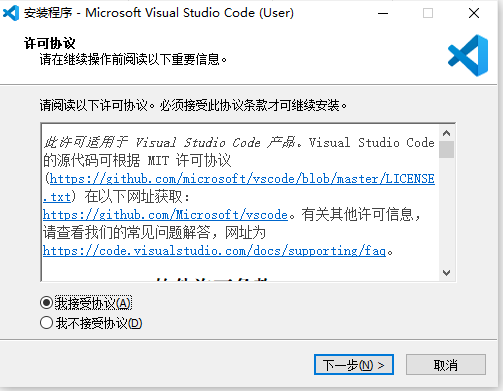 安装程序 - Microsoft Visual Studio Code (User)
许可协议
请在继续操作前阅读以下重要信息。
请阅读以下许可协议。必须接受此协议条款才可继续安装。
此许可适用于 Visual Studio Code 产品。Visual Studio Code
的源代码可根据 MIT 许可协议
(https://github.com/microsoft/vscode/blob/master/LICENSE
.txt) 在以下网址获取：
https://github.com/Microsoft/vscode。有关其他许可信息，
请查看我们的常见问题解答，网址为
https://code.visualstudio.com/docs/supporting/faq。
我接受协议(A)
我不接受协议(D)
下一步(N) >
取消